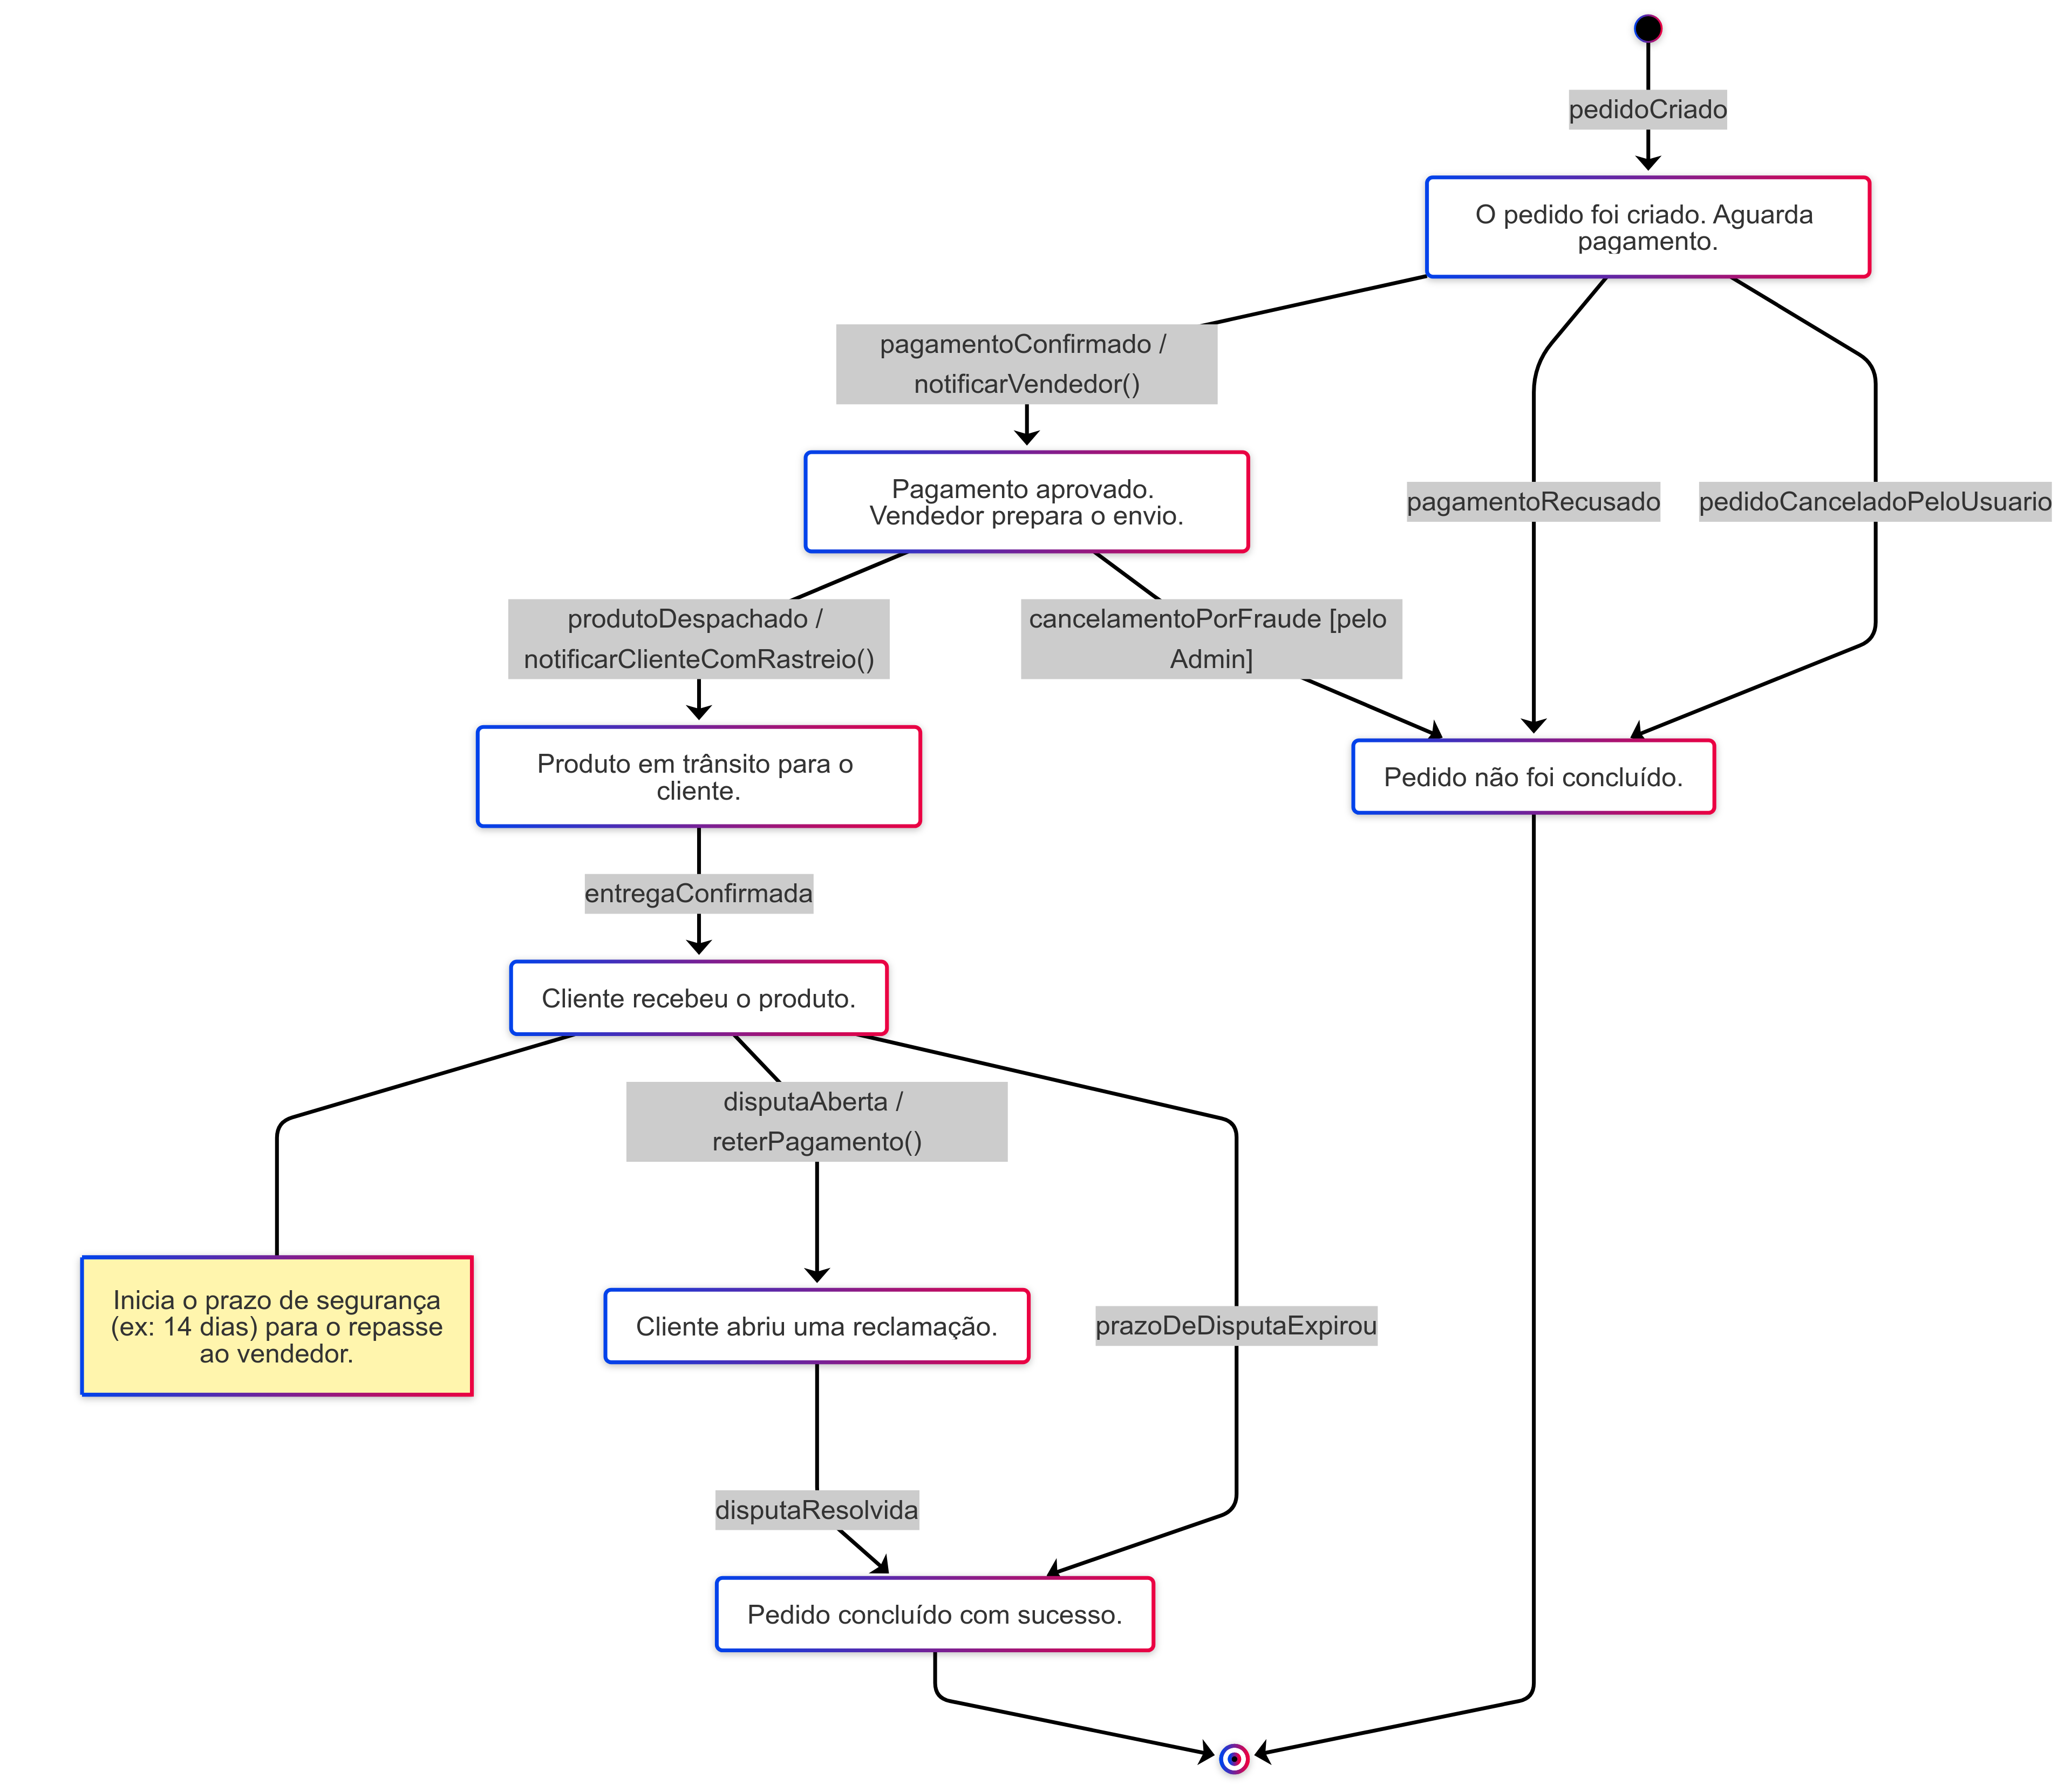 pedidoCriado
O pedido foi criado. Aguarda
pagamento.
pagamentoConfirmado /
notificarVendedor()
Pagamento aprovado.
Vendedor prepara o envio.
pagamentoRecusado
pedidoCanceladoPeloUsuario
produtoDespachado /
notificarClienteComRastreio()
cancelamentoPorFraude [pelo
Admin]
Produto em trânsito para o
cliente.
Pedido não foi concluído.
entregaConfirmada
Cliente recebeu o produto.
disputaAberta /
reterPagamento()
Inicia o prazo de segurança
(ex: 14 dias) para o repasse
ao vendedor.
Cliente abriu uma reclamação.
prazoDeDisputaExpirou
disputaResolvida
Pedido concluído com sucesso.